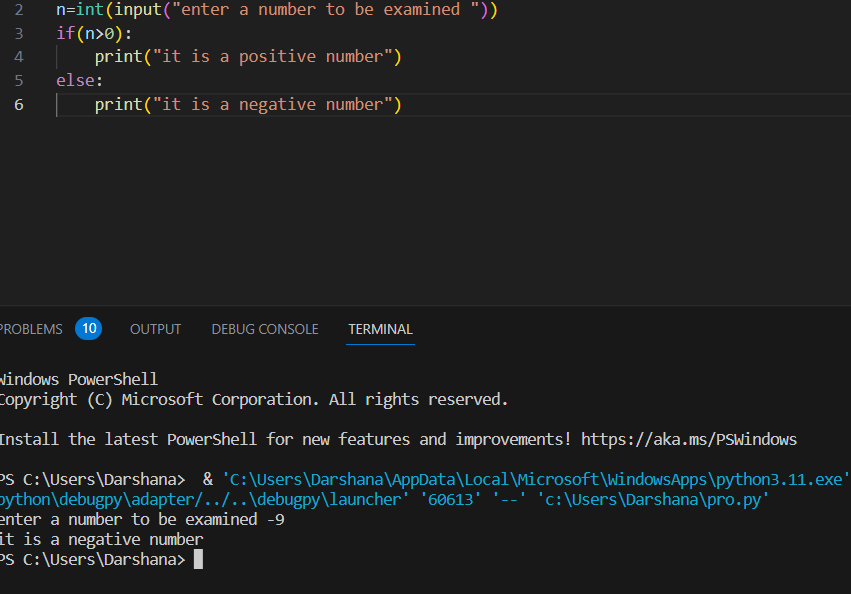 2 n=int(input("enter a number to be examined "))
3 if(n>0):
4     print("it is a positive number")
5 else:
6     print("it is a negative number")
PROBLEMS 10 OUTPUT DEBUG CONSOLE TERMINAL
Windows PowerShell
Copyright (C) Microsoft Corporation. All rights reserved.
Install the latest PowerShell for new features and improvements! https://aka.ms/PSWindows
PS C:\Users\Darshana>  & 'C:\Users\Darshana\AppData\Local\Microsoft\WindowsApps\python3.11.exe'
python\debugpy\adapter/../..\debugpy\launcher' '60613' '--' 'c:\Users\Darshana\pro.py'
enter a number to be examined -9
it is a negative number
PS C:\Users\Darshana>